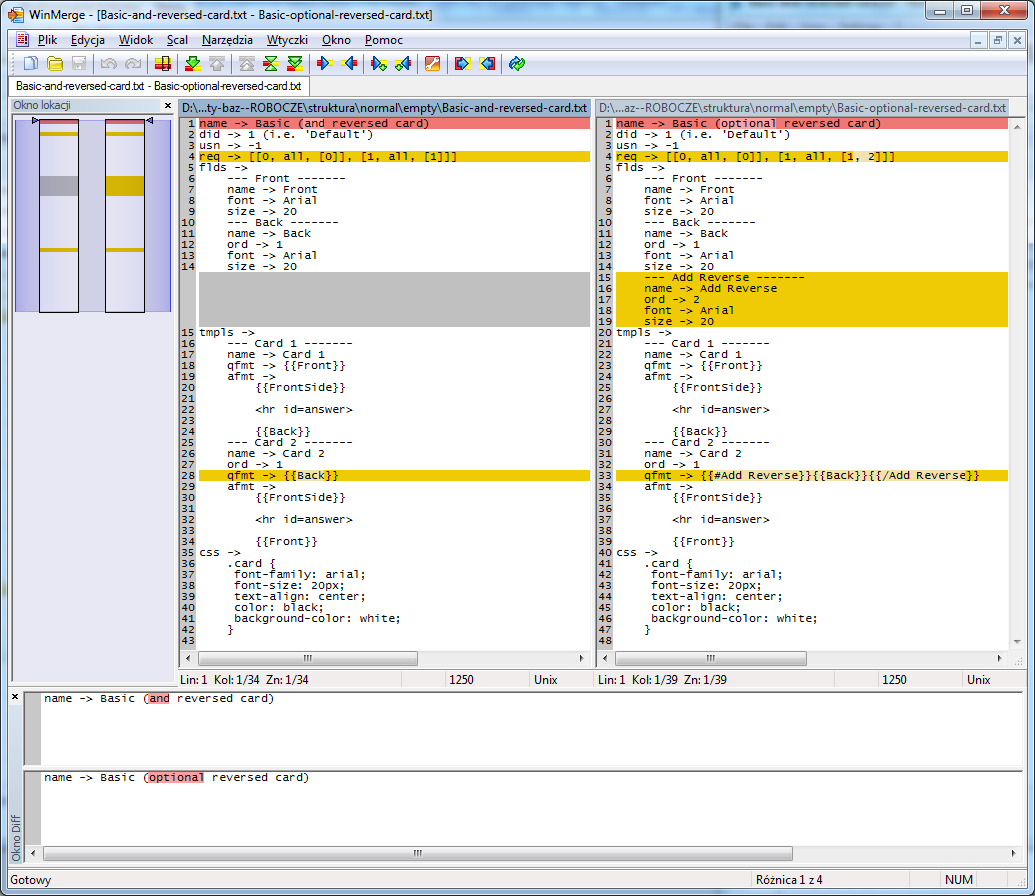 WinMerge - [Basic-and-reversed-card.txt - Basic-optional-reversed-card.txt]
Plik Edycja Widok Scal Narzędzia Wtyczki Okno Pomoc
Basic-and-reversed-card.txt - Basic-optional-reversed-card.txt
Okno lokacji
D:\...ty-baz--ROBOCZE\struktura\normal\empty\Basic-and-reversed-card.txt
1 name -> Basic (and reversed card)
2 did -> 1 (i.e. 'Default')
3 usn -> -1
4 req -> [[0, all, [0]], [1, all, [1]]]
5 flds ->
6 --- Front -------
7 name -> Front
8 font -> Arial
9 size -> 20
10 --- Back -------
11 name -> Back
12 ord -> 1
13 font -> Arial
14 size -> 20
15 tmpls ->
16 --- Card 1 -------
17 name -> Card 1
18 qfmt -> {{Front}}
19 afmt ->
20 {{FrontSide}}
21
22 <hr id=answer>
23
24 {{Back}}
25 --- Card 2 -------
26 name -> Card 2
27 ord -> 1
28 qfmt -> {{Back}}
29 afmt ->
30 {{FrontSide}}
31
32 <hr id=answer>
33
34 {{Front}}
35 css ->
36 .card {
37 font-family: arial;
38 font-size: 20px;
39 text-align: center;
40 color: black;
41 background-color: white;
42 }
43
Lin: 1 Kol: 1/34 Zn: 1/34 1250 Unix
D:\...az--ROBOCZE\struktura\normal\empty\Basic-optional-reversed-card.txt
1 name -> Basic (optional reversed card)
2 did -> 1 (i.e. 'Default')
3 usn -> -1
4 req -> [[0, all, [0]], [1, all, [1, 2]]]
5 flds ->
6 --- Front -------
7 name -> Front
8 font -> Arial
9 size -> 20
10 --- Back -------
11 name -> Back
12 ord -> 1
13 font -> Arial
14 size -> 20
15 --- Add Reverse -------
16 name -> Add Reverse
17 ord -> 2
18 font -> Arial
19 size -> 20
20 tmpls ->
21 --- Card 1 -------
22 name -> Card 1
23 qfmt -> {{Front}}
24 afmt ->
25 {{FrontSide}}
26
27 <hr id=answer>
28
29 {{Back}}
30 --- Card 2 -------
31 name -> Card 2
32 ord -> 1
33 qfmt -> {{#Add Reverse}}{{Back}}{{/Add Reverse}}
34 afmt ->
35 {{FrontSide}}
36
37 <hr id=answer>
38
39 {{Front}}
40 css ->
41 .card {
42 font-family: arial;
43 font-size: 20px;
44 text-align: center;
45 color: black;
46 background-color: white;
47 }
48
Lin: 1 Kol: 1/39 Zn: 1/39 1250 Unix
Okno Diff
name -> Basic (and reversed card)
name -> Basic (optional reversed card)
Gotowy Różnica 1 z 4 NUM